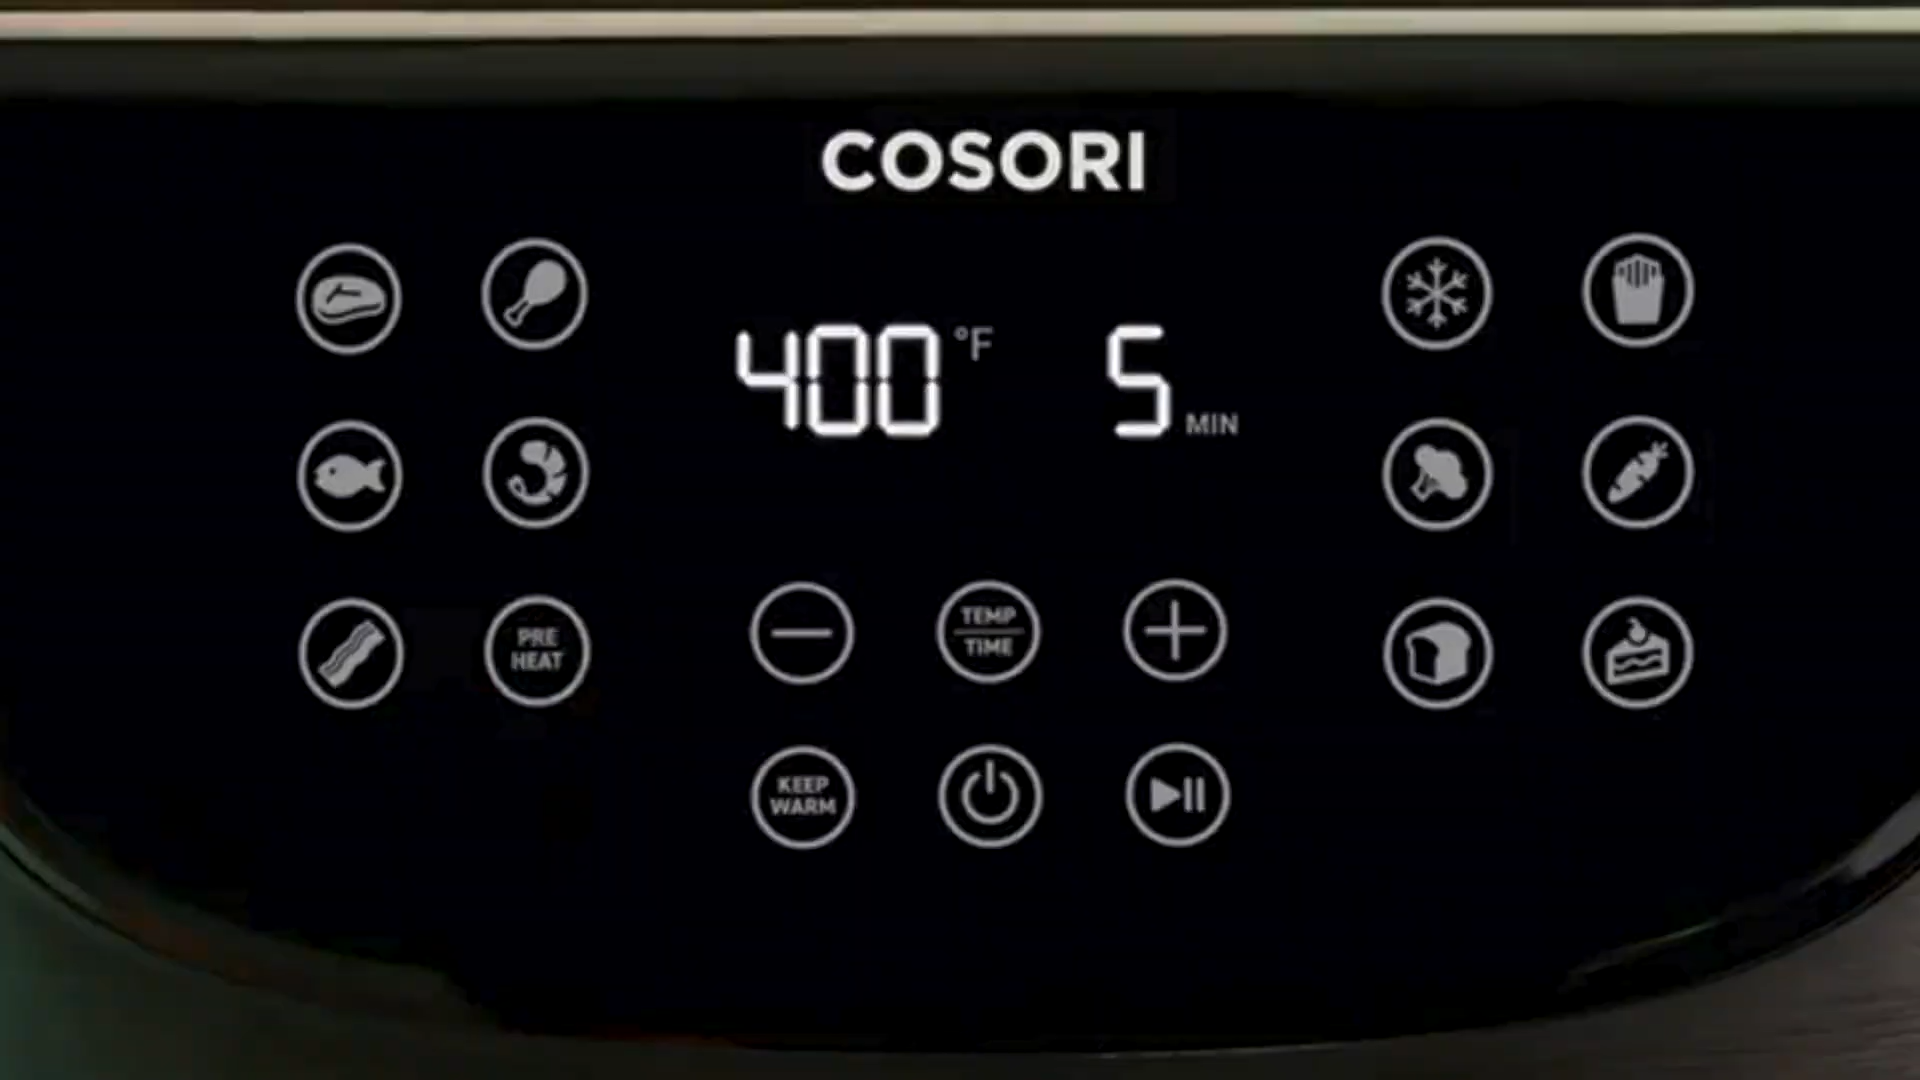 COSORI
400 °F 5 MIN
PRE
HEAT
TEMP
TIME
KEEP
WARM